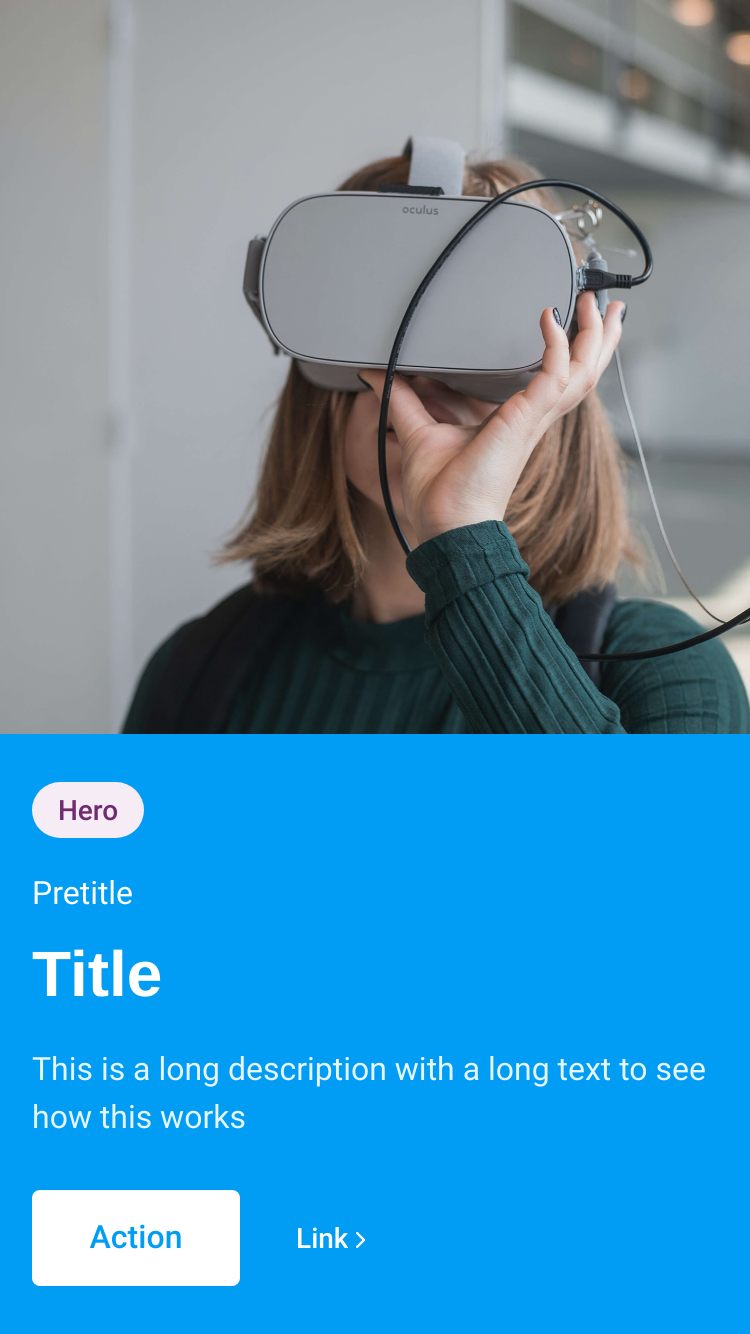 oculus
Hero
Pretitle
Title
This is a long description with a long text to see
how this works
Action
Link